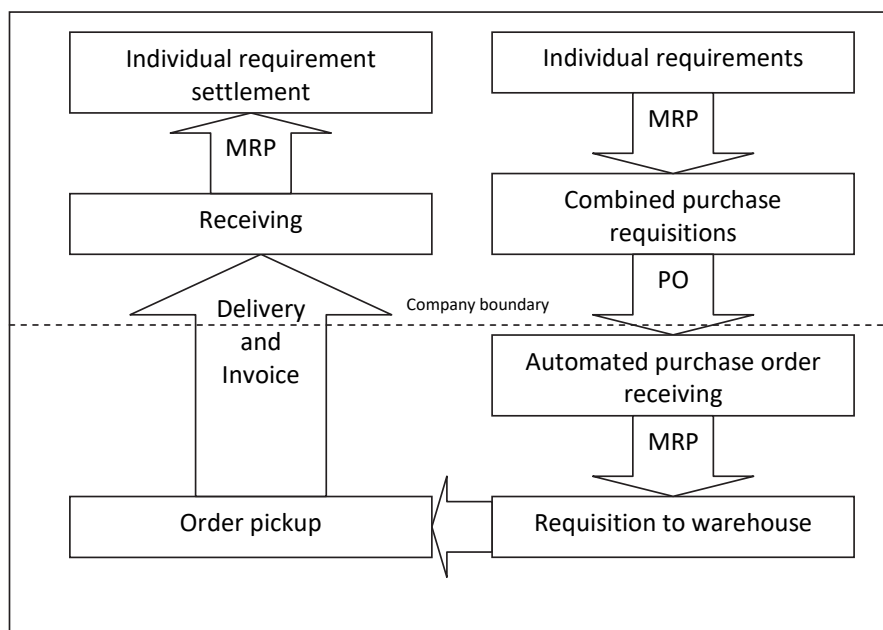 Individual requirement
settlement
Individual requirements
MRP
MRP
Receiving
Combined purchase
requisitions
PO
Delivery
and
Invoice
Company boundary
Automated purchase order
receiving
MRP
Order pickup
Requisition to warehouse